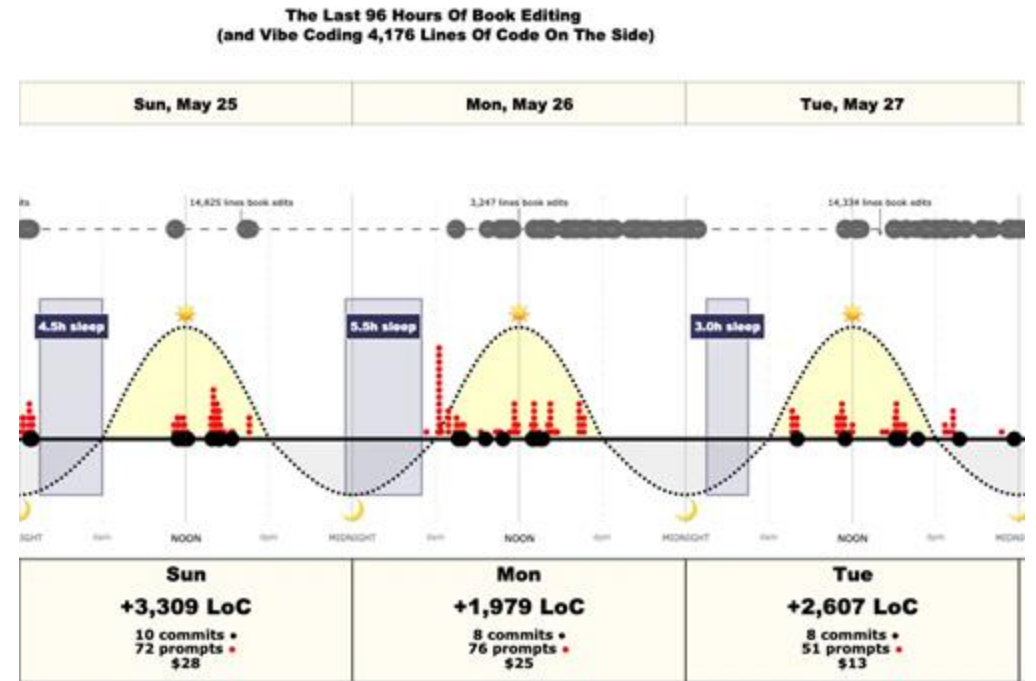 The Last 96 Hours Of Book Editing
(and Vibe Coding 4,176 Lines Of Code On The Side)
Sun, May 25
Mon, May 26
Tue, May 27
14,825 lines book edits
3,247 lines book edits
14,334 lines book edits
4.5h sleep
5.5h sleep
3.0h sleep
NOON
MIDNIGHT
NOON
MIDNIGHT
NOON
Sun
+3,309 LoC
10 commits •
72 prompts •
$28
Mon
+1,979 LoC
8 commits •
76 prompts •
$25
Tue
+2,607 LoC
8 commits •
51 prompts •
$13